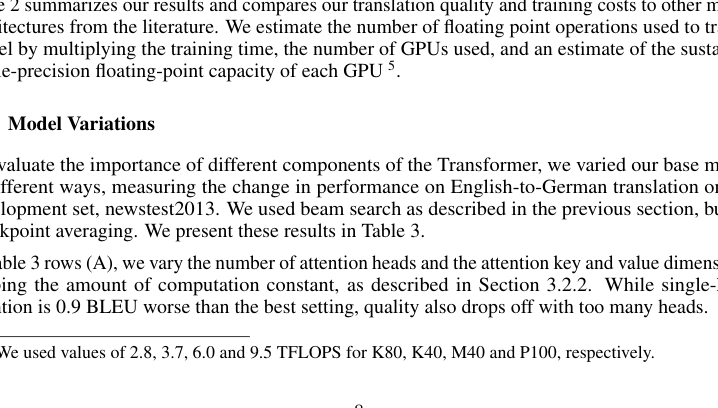 e 2 summarizes our results and compares our translation quality and training costs to other m
itectures from the literature. We estimate the number of floating point operations used to tr
el by multiplying the training time, the number of GPUs used, and an estimate of the susta
le-precision floating-point capacity of each GPU 5.
Model Variations
valuate the importance of different components of the Transformer, we varied our base m
ifferent ways, measuring the change in performance on English-to-German translation on
lopment set, newstest2013. We used beam search as described in the previous section, bu
kpoint averaging. We present these results in Table 3.
able 3 rows (A), we vary the number of attention heads and the attention key and value dimens
ping the amount of computation constant, as described in Section 3.2.2. While single-
ntion is 0.9 BLEU worse than the best setting, quality also drops off with too many heads.
We used values of 2.8, 3.7, 6.0 and 9.5 TFLOPS for K80, K40, M40 and P100, respectively.